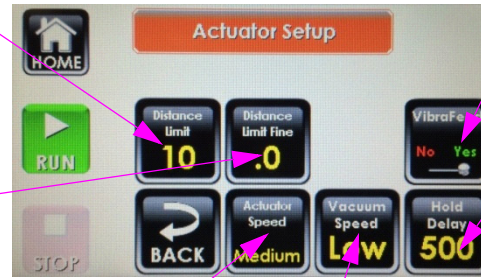 Actuator Setup
HOME
RUN
Distance
Limit
10
Distance
Limit Fine
.0
VibraFeed
No Yes
STOP
BACK
Actuator
Speed
Medium
Vacuum
Speed
Low
Hold
Delay
500